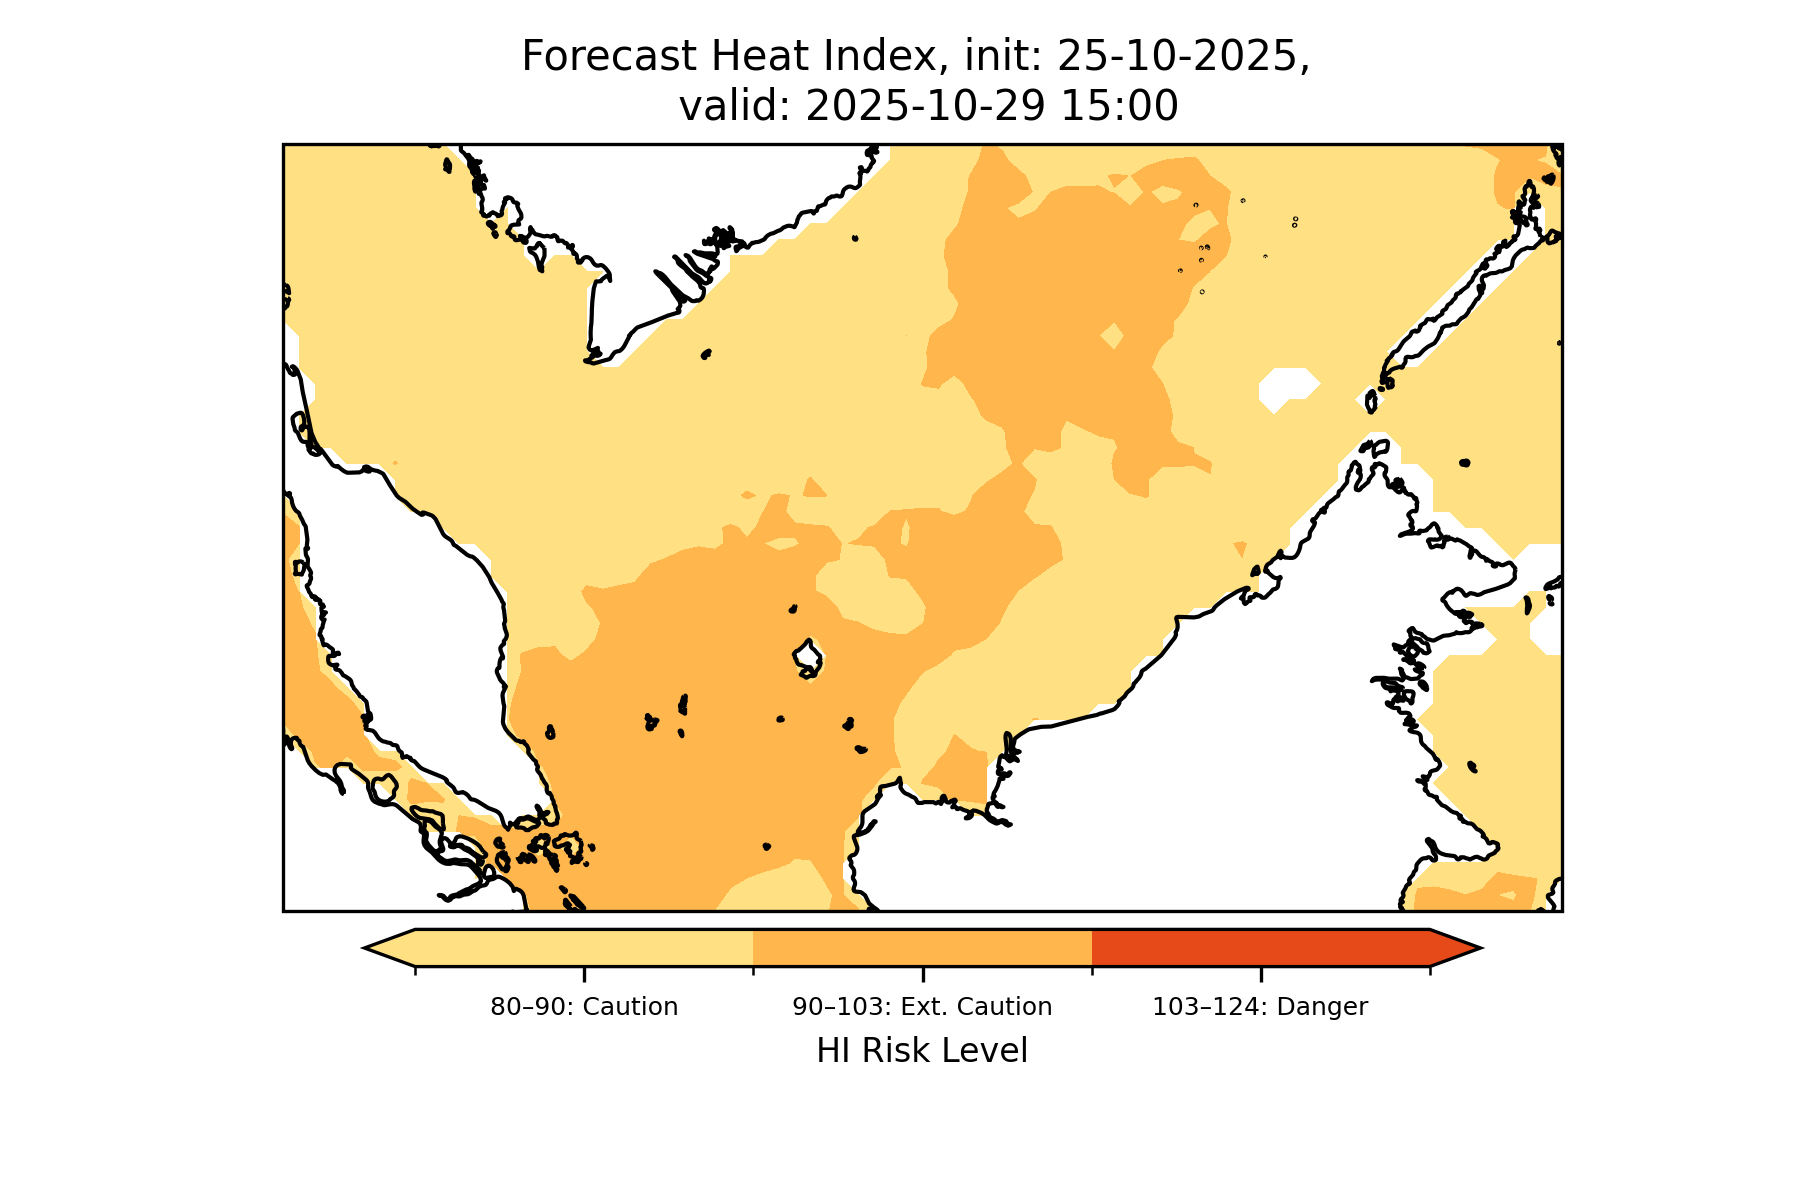 Forecast Heat Index, init: 25-10-2025,
valid: 2025-10-29 15:00
80–90: Caution
90–103: Ext. Caution
103–124: Danger
HI Risk Level